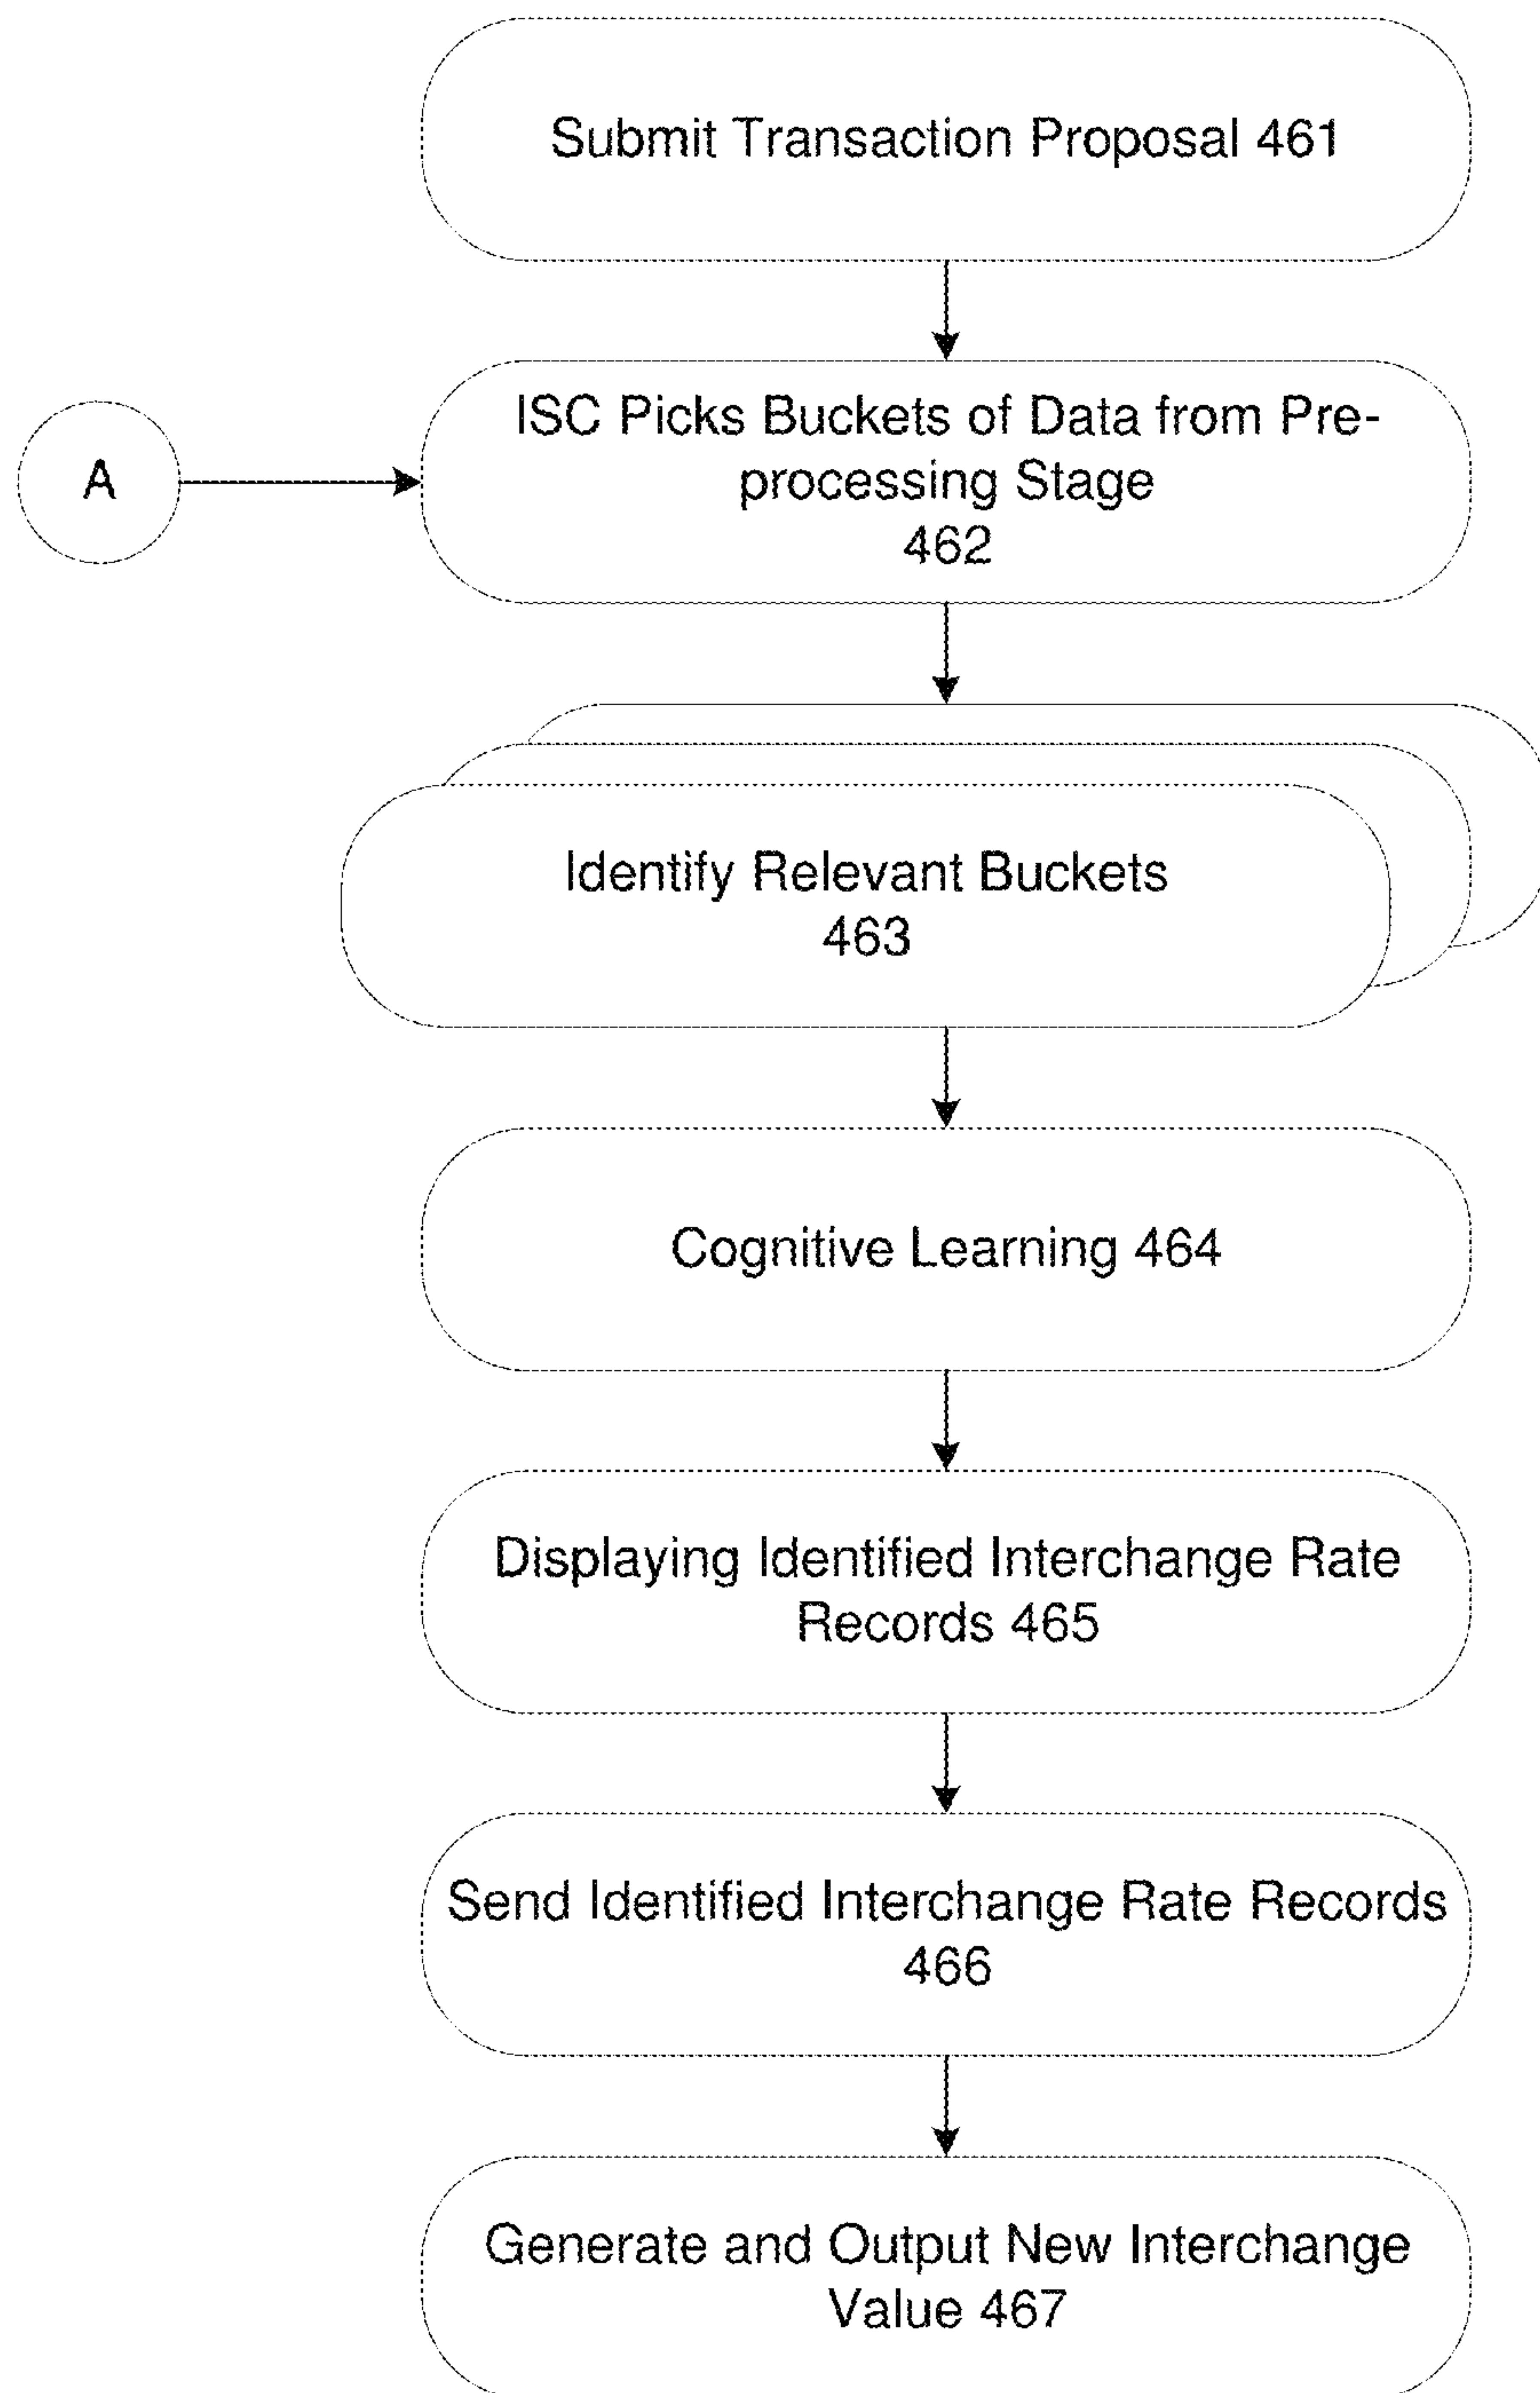 Submit Transaction Proposal 461
A
ISC Picks Buckets of Data from Pre-
processing Stage
462
Identify Relevant Buckets
463
Cognitive Learning 464
Displaying Identified Interchange Rate
Records 465
Send Identified Interchange Rate Records
466
Generate and Output New Interchange
Value 467